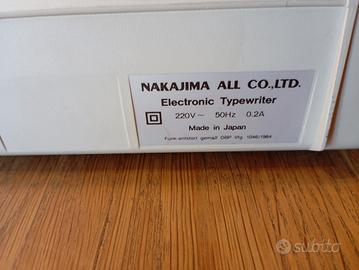 NAKAJIMA ALL CO.,LTD.
Electronic Typewriter
220V~ 50Hz 0.2A
Made in Japan
Funk-entstört gemäß DBP Vfg. 1046/1984
subito